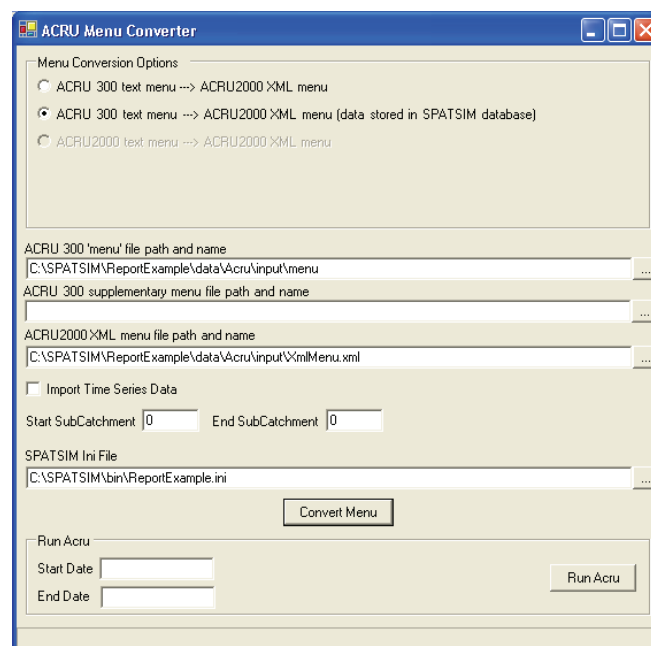 ACRU Menu Converter
Menu Conversion Options
ACRU 300 text menu ---> ACRU2000 XML menu
ACRU 300 text menu ---> ACRU2000 XML menu (data stored in SPATSIM database)
ACRU2000 text menu ---> ACRU2000 XML menu
ACRU 300 'menu' file path and name
C:\SPATSIM\ReportExample\data\Acru\input\menu
...
ACRU 300 supplementary menu file path and name
...
ACRU2000 XML menu file path and name
C:\SPATSIM\ReportExample\data\Acru\input\XmlMenu.xml
...
Import Time Series Data
Start SubCatchment 0 End SubCatchment 0
SPATSIM Ini File
C:\SPATSIM\bin\ReportExample.ini
...
Convert Menu
Run Acru
Start Date
Run Acru
End Date